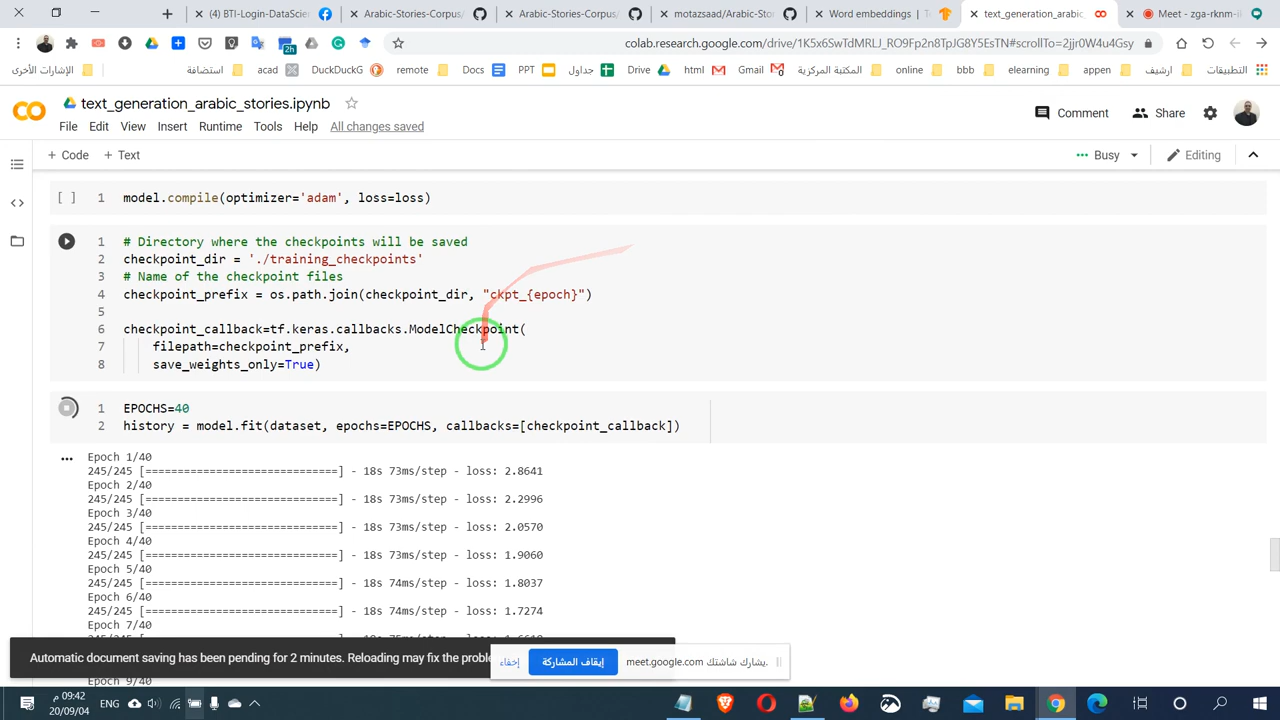 (4) BTI-Login-DataScie
Arabic-Stories-Corpus/
Arabic-Stories-Corpus/
motazsaad/Arabic-Stor
Word embeddings | T
text_generation_arabic_
Meet - zga-rknm-i
colab.research.google.com/drive/1K5x6SwTdMRLJ_RO9Fp2n8TpJG8Y5EeTN#scrollTo=2jjr0W4u4Gsy
2h
الإشارات الأخرى
استضافة
acad
DuckDuckG
remote
Docs
PPT
جداول
Drive
html
Gmail
المكتبة المركزية
online
bbb
elearning
appen
ارشيف
التطبيقات
text_generation_arabic_stories.ipynb
File Edit View Insert Runtime Tools Help All changes saved
Comment Share
+ Code + Text
Busy
Editing
[ ] 1 model.compile(optimizer='adam', loss=loss)
1 # Directory where the checkpoints will be saved
2 checkpoint_dir = './training_checkpoints'
3 # Name of the checkpoint files
4 checkpoint_prefix = os.path.join(checkpoint_dir, "ckpt_{epoch}")
5
6 checkpoint_callback=tf.keras.callbacks.ModelCheckpoint(
7 filepath=checkpoint_prefix,
8 save_weights_only=True)
1 EPOCHS=40
2 history = model.fit(dataset, epochs=EPOCHS, callbacks=[checkpoint_callback])
Epoch 1/40
245/245 [==============================] - 18s 73ms/step - loss: 2.8641
Epoch 2/40
245/245 [==============================] - 18s 73ms/step - loss: 2.2996
Epoch 3/40
245/245 [==============================] - 18s 73ms/step - loss: 2.0570
Epoch 4/40
245/245 [==============================] - 18s 73ms/step - loss: 1.9060
Epoch 5/40
245/245 [==============================] - 18s 74ms/step - loss: 1.8037
Epoch 6/40
245/245 [==============================] - 18s 74ms/step - loss: 1.7274
Epoch 7/40
Automatic document saving has been pending for 2 minutes. Reloading may fix the proble
إخفاء
إيقاف المشاركة
يشارك شاشتك meet.google.com.
Epoch 9/40
09:42 م
20/09/04
ENG